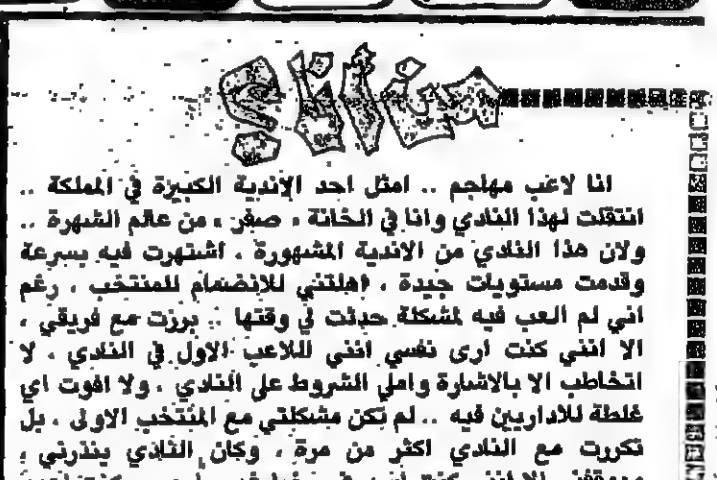 من أنا؟
انا لاعب مهاجم .. امثل احد الاندية الكبيرة في المملكة ..
انتقلت لهذا النادي وانا في الخانة « صفر » من عالم الشهرة ..
ولان هذا النادي من الاندية المشهورة ، اشتهرت فيه بسرعة
وقدمت مستويات جيدة ، اهلتني للانضمام للمنتخب ، رغم
اني لم العب فيه لمشكلة حدثت في وقتها .. برزت مع فريقي ،
الا انني كنت ارى نفسي انني اللاعب الاول في النادي ، لا
اتخاطب الا بالاشارة واملي الشروط على النادي ، ولا افوت اي
غلطة للاداريين فيه .. لم تكن مشكلتي مع المنتخب الاولى ، بل
تكررت مع النادي اكثر من مرة ، وكان النادي ينذرني ،